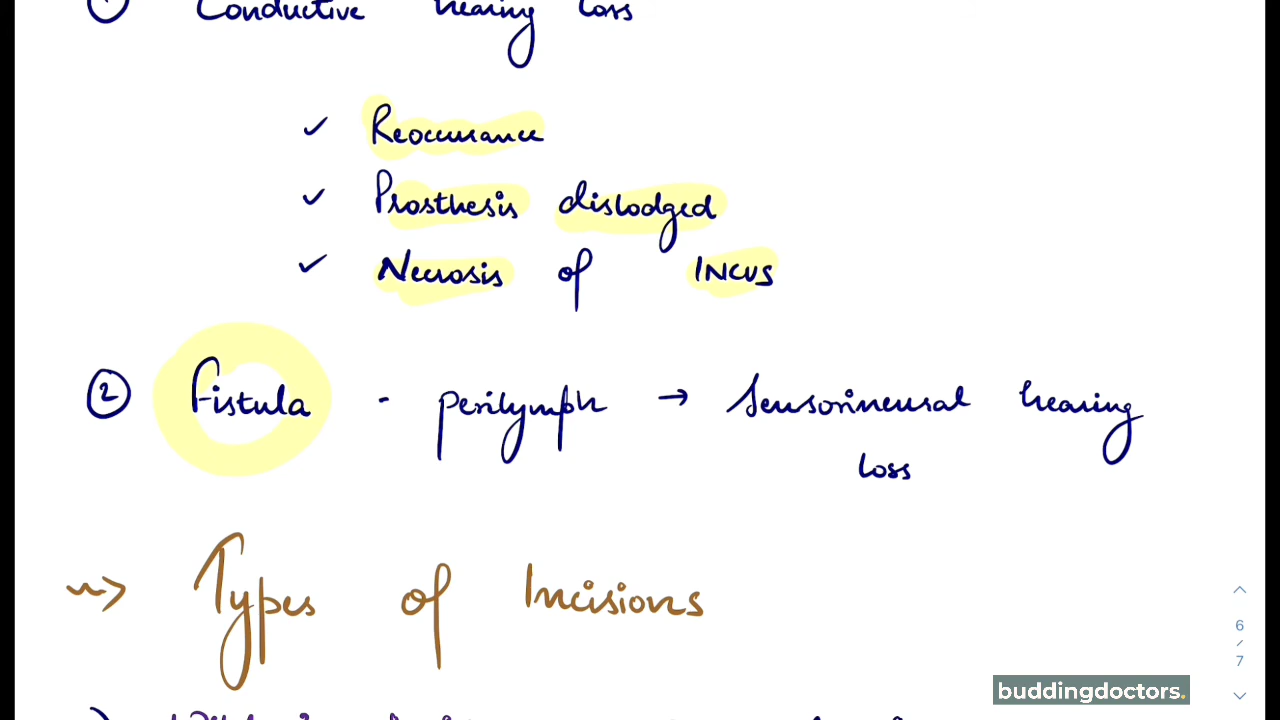 ① Conductive hearing loss
✓ Reoccurance
✓ Prosthesis dislodged
✓ Necrosis of INCUS
② Fistula - perilymph → Sensorineural hearing
loss
~> Types of Incisions
6
/
7
buddingdoctors.